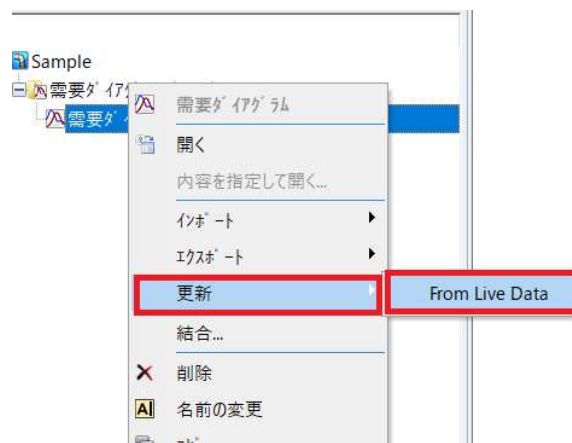 Sample
需要ﾀﾞｲｱｸﾞ
需要ﾀﾞ
需要ﾀﾞｲｱｸﾞﾗﾑ
開く
内容を指定して開く...
ｲﾝﾎﾟｰﾄ
ｴｸｽﾎﾟｰﾄ
更新
From Live Data
結合...
削除
AI
名前の変更